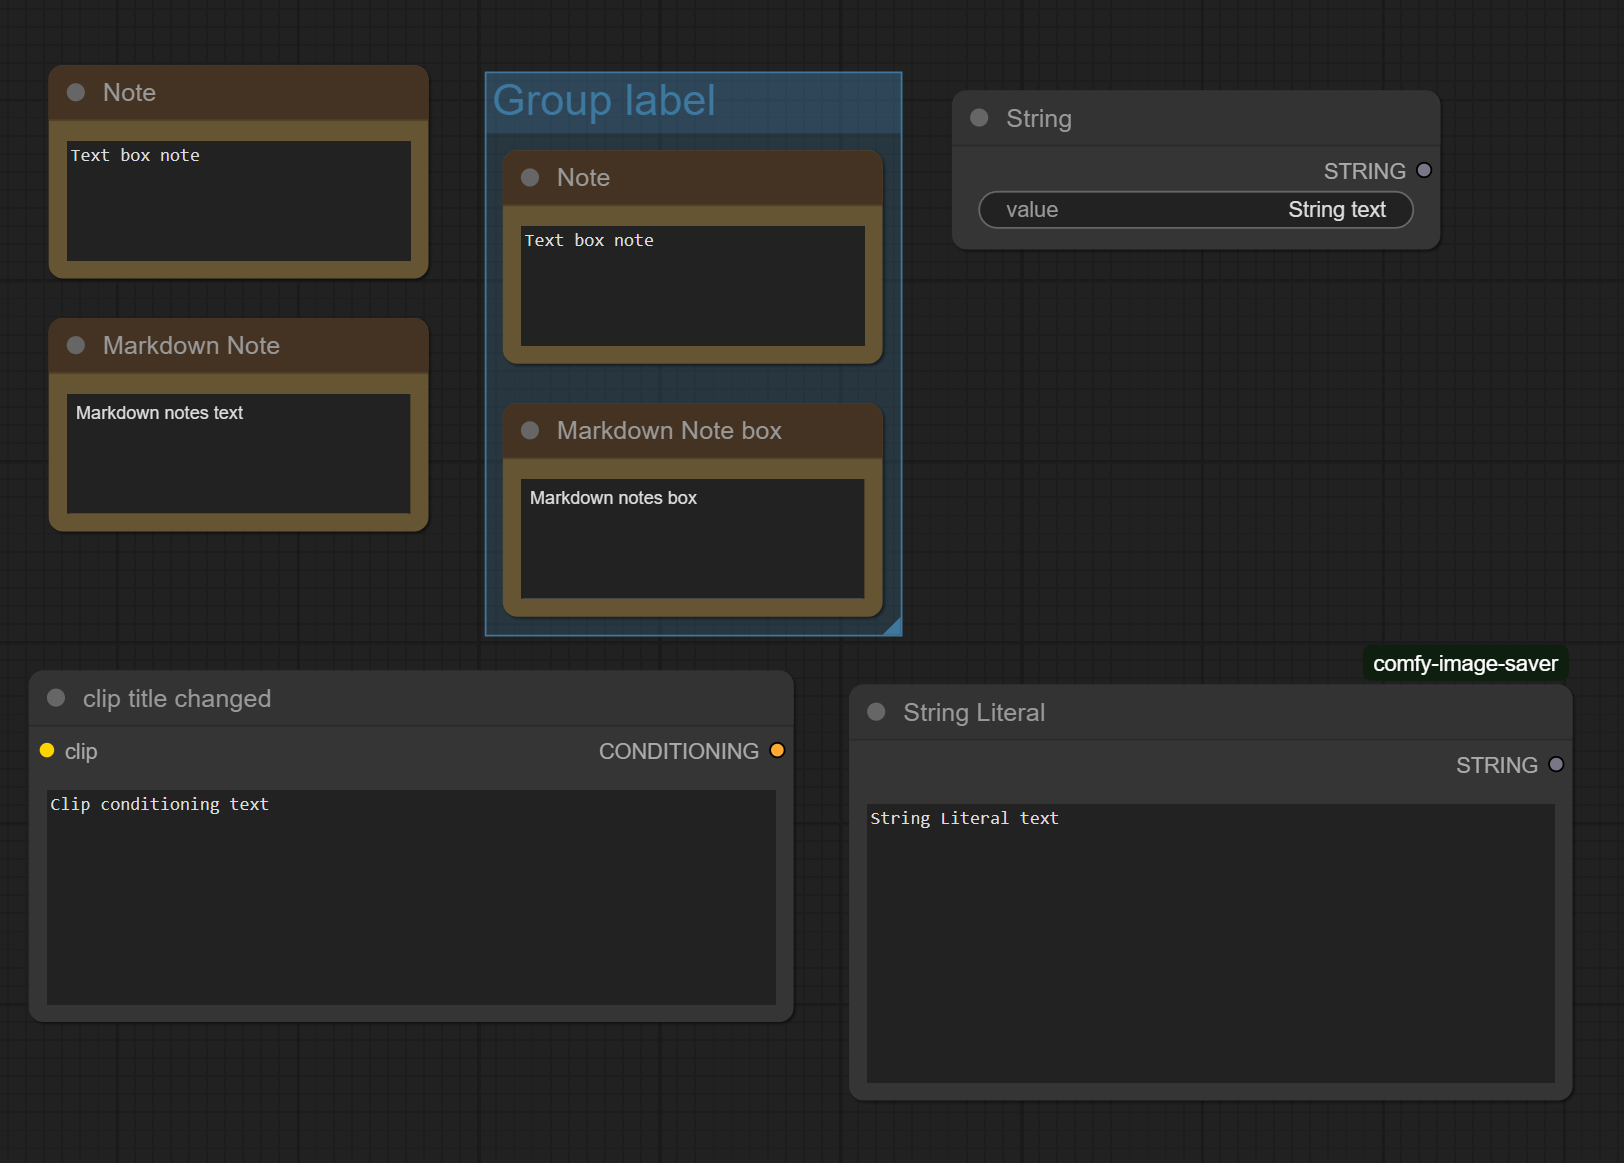 Note
Text box note
Markdown Note
Markdown notes text
Group label
Note
Text box note
Markdown Note box
Markdown notes box
String
STRING
value String text
clip title changed
clip CONDITIONING
Clip conditioning text
comfy-image-saver
String Literal
STRING
String Literal text